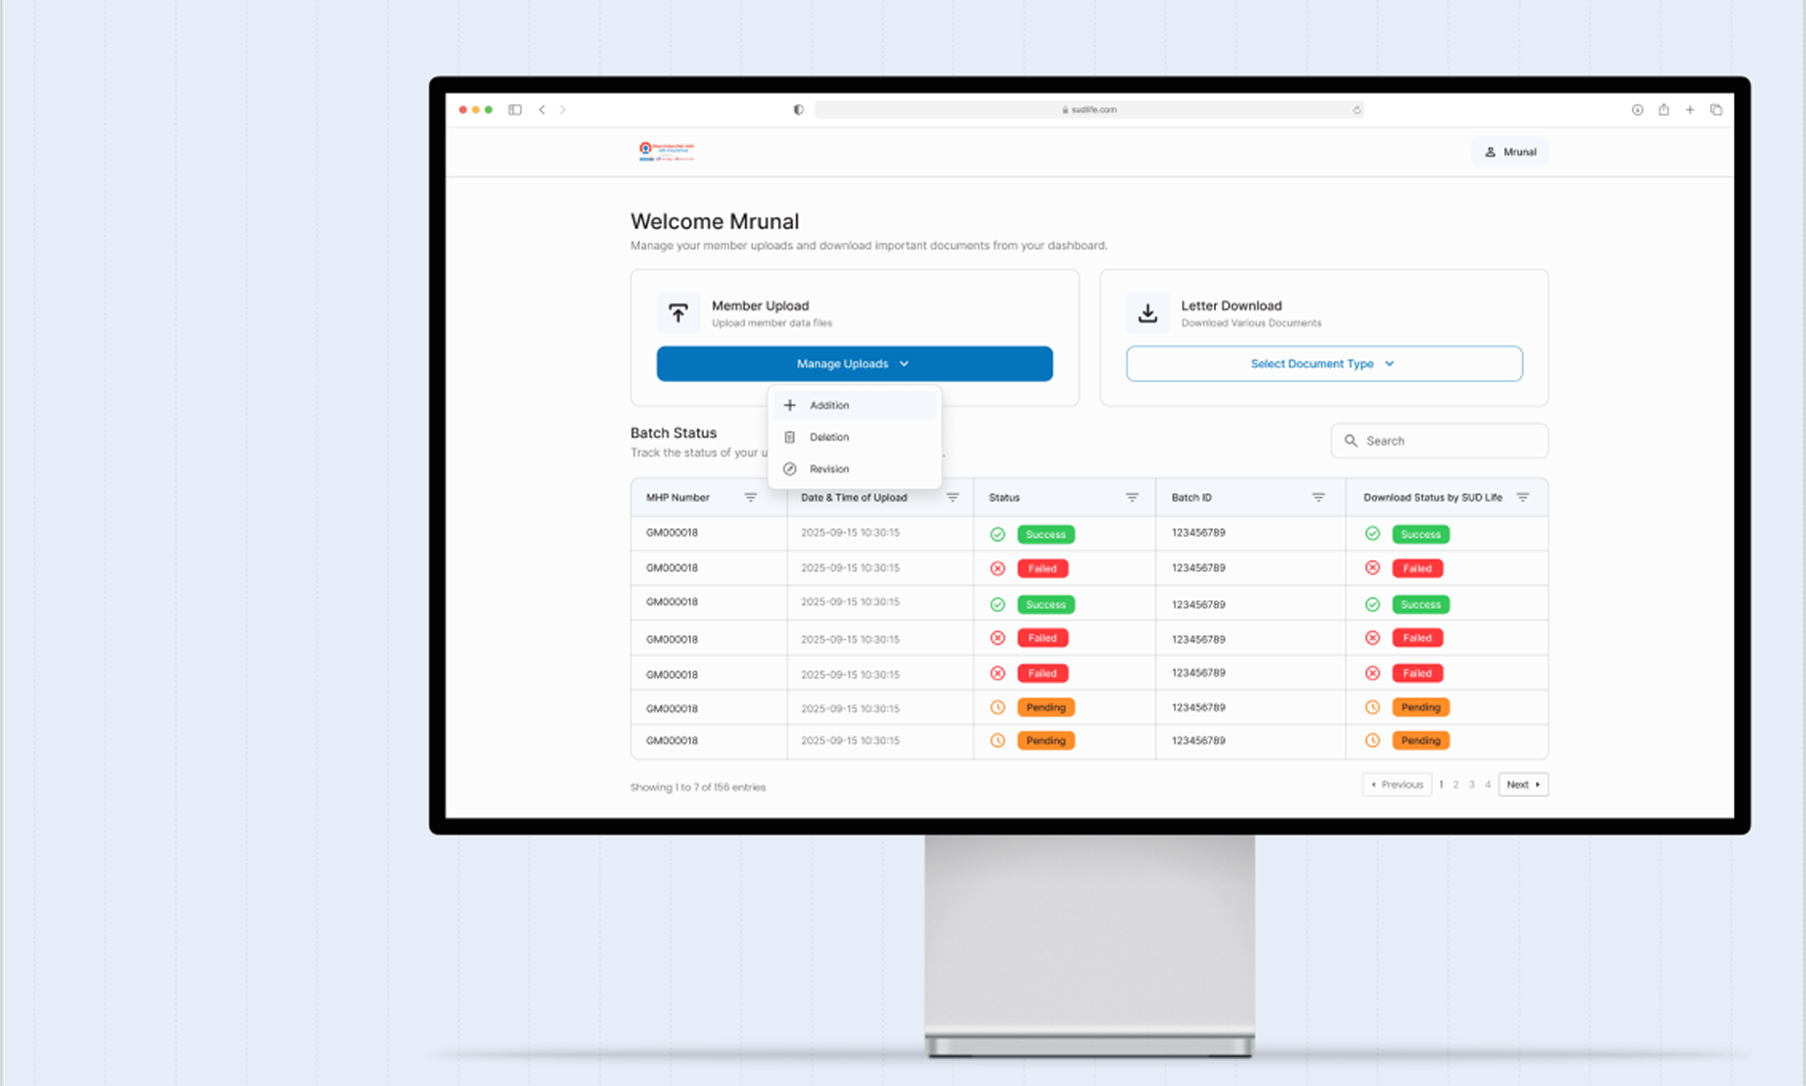 sudlife.com
Mrunal
Welcome Mrunal
Manage your member uploads and download important documents from your dashboard.
Member Upload
Upload member data files
Manage Uploads
Letter Download
Download Various Documents
Select Document Type
Addition
Deletion
Revision
Batch Status
Track the status of your
Search
MHP Number Date & Time of Upload Status Batch ID Download Status by SUD Life
GM000018 2025-09-15 10:30:15 Success 123456789 Success
GM000018 2025-09-15 10:30:15 Failed 123456789 Failed
GM000018 2025-09-15 10:30:15 Success 123456789 Success
GM000018 2025-09-15 10:30:15 Failed 123456789 Failed
GM000018 2025-09-15 10:30:15 Failed 123456789 Failed
GM000018 2025-09-15 10:30:15 Pending 123456789 Pending
GM000018 2025-09-15 10:30:15 Pending 123456789 Pending
Showing 1 to 7 of 156 entries
Previous 1 2 3 4 Next